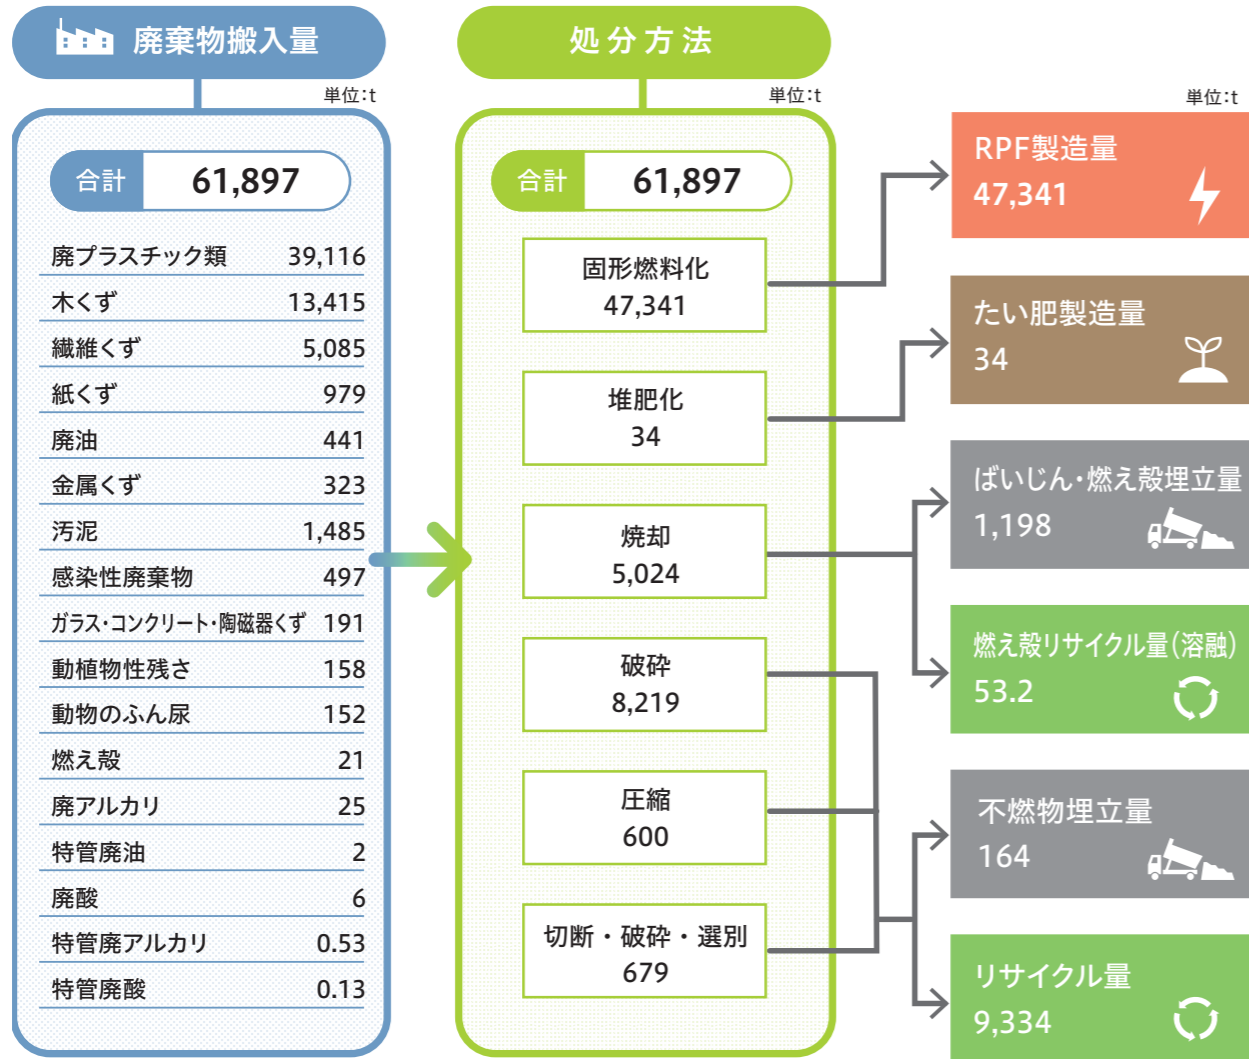 廃棄物搬入量
単位:t
合計 61,897
廃プラスチック類 39,116
木くず 13,415
繊維くず 5,085
紙くず 979
廃油 441
金属くず 323
汚泥 1,485
感染性廃棄物 497
ガラス・コンクリート・陶磁器くず 191
動植物性残さ 158
動物のふん尿 152
燃え殻 21
廃アルカリ 25
特管廃油 2
廃酸 6
特管廃アルカリ 0.53
特管廃酸 0.13
処分方法
単位:t
合計 61,897
固形燃料化
47,341
堆肥化
34
焼却
5,024
破砕
8,219
圧縮
600
切断・破砕・選別
679
単位:t
RPF製造量
47,341
たい肥製造量
34
ばいじん・燃え殻埋立量
1,198
燃え殻リサイクル量(溶融)
53.2
不燃物埋立量
164
リサイクル量
9,334